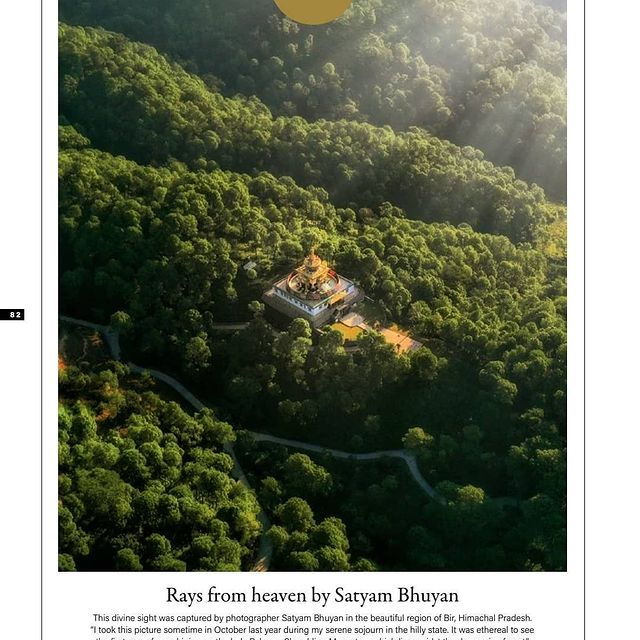 82
Rays from heaven by Satyam Bhuyan
This divine sight was captured by photographer Satyam Bhuyan in the beautiful region of Bir, Himachal Pradesh.
"I took this picture sometime in October last year during my serene sojourn in the hilly state. It was ethereal to see